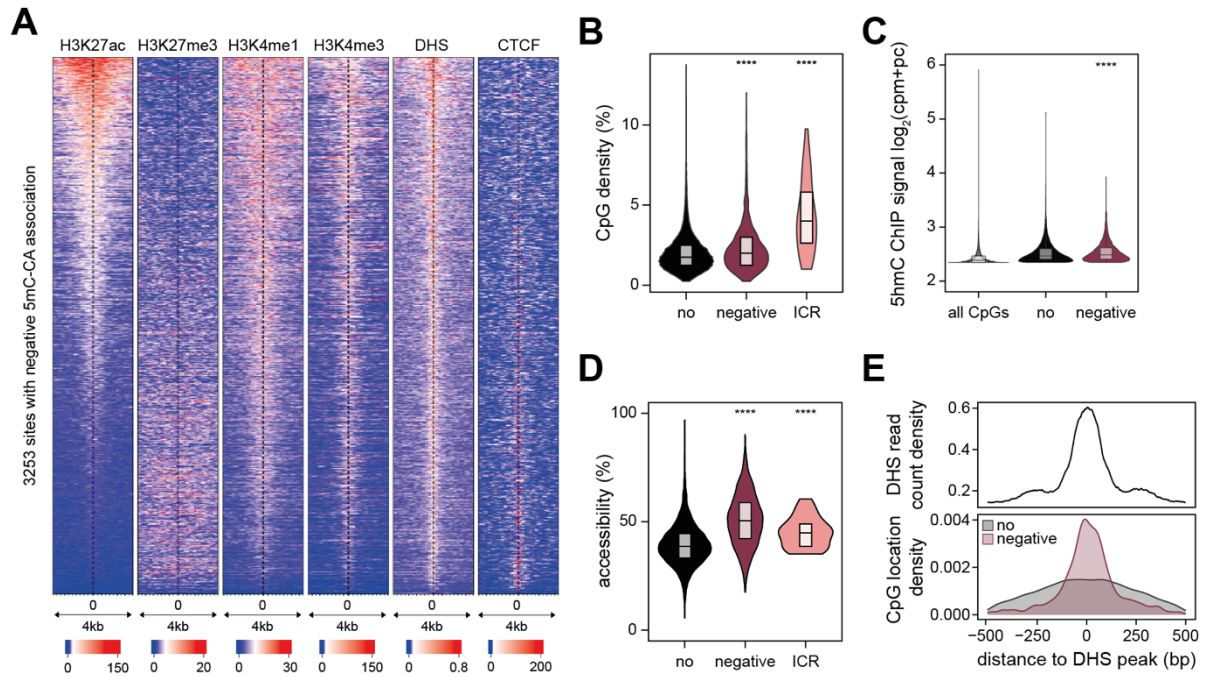 A
H3K27ac H3K27me3 H3K4me1 H3K4me3 DHS CTCF
3253 sites with negative 5mC-CA association
0 0 0 0 0 0
4kb 4kb 4kb 4kb 4kb 4kb
0 150 0 20 0 30 0 150 0 0.8 0 200
B
CpG density (%)
10
5
0
**** ****
no negative ICR
C
5hmC ChIP signal log2(cpm+pc)
6
5
4
3
2
****
all CpGs no negative
D
accessibility (%)
100
50
0
**** ****
no negative ICR
E
DHS read
count density
0.6
0.4
0.2
CpG location
density
0.004
0.002
0.000
no
negative
−500 −250 0 250 500
distance to DHS peak (bp)